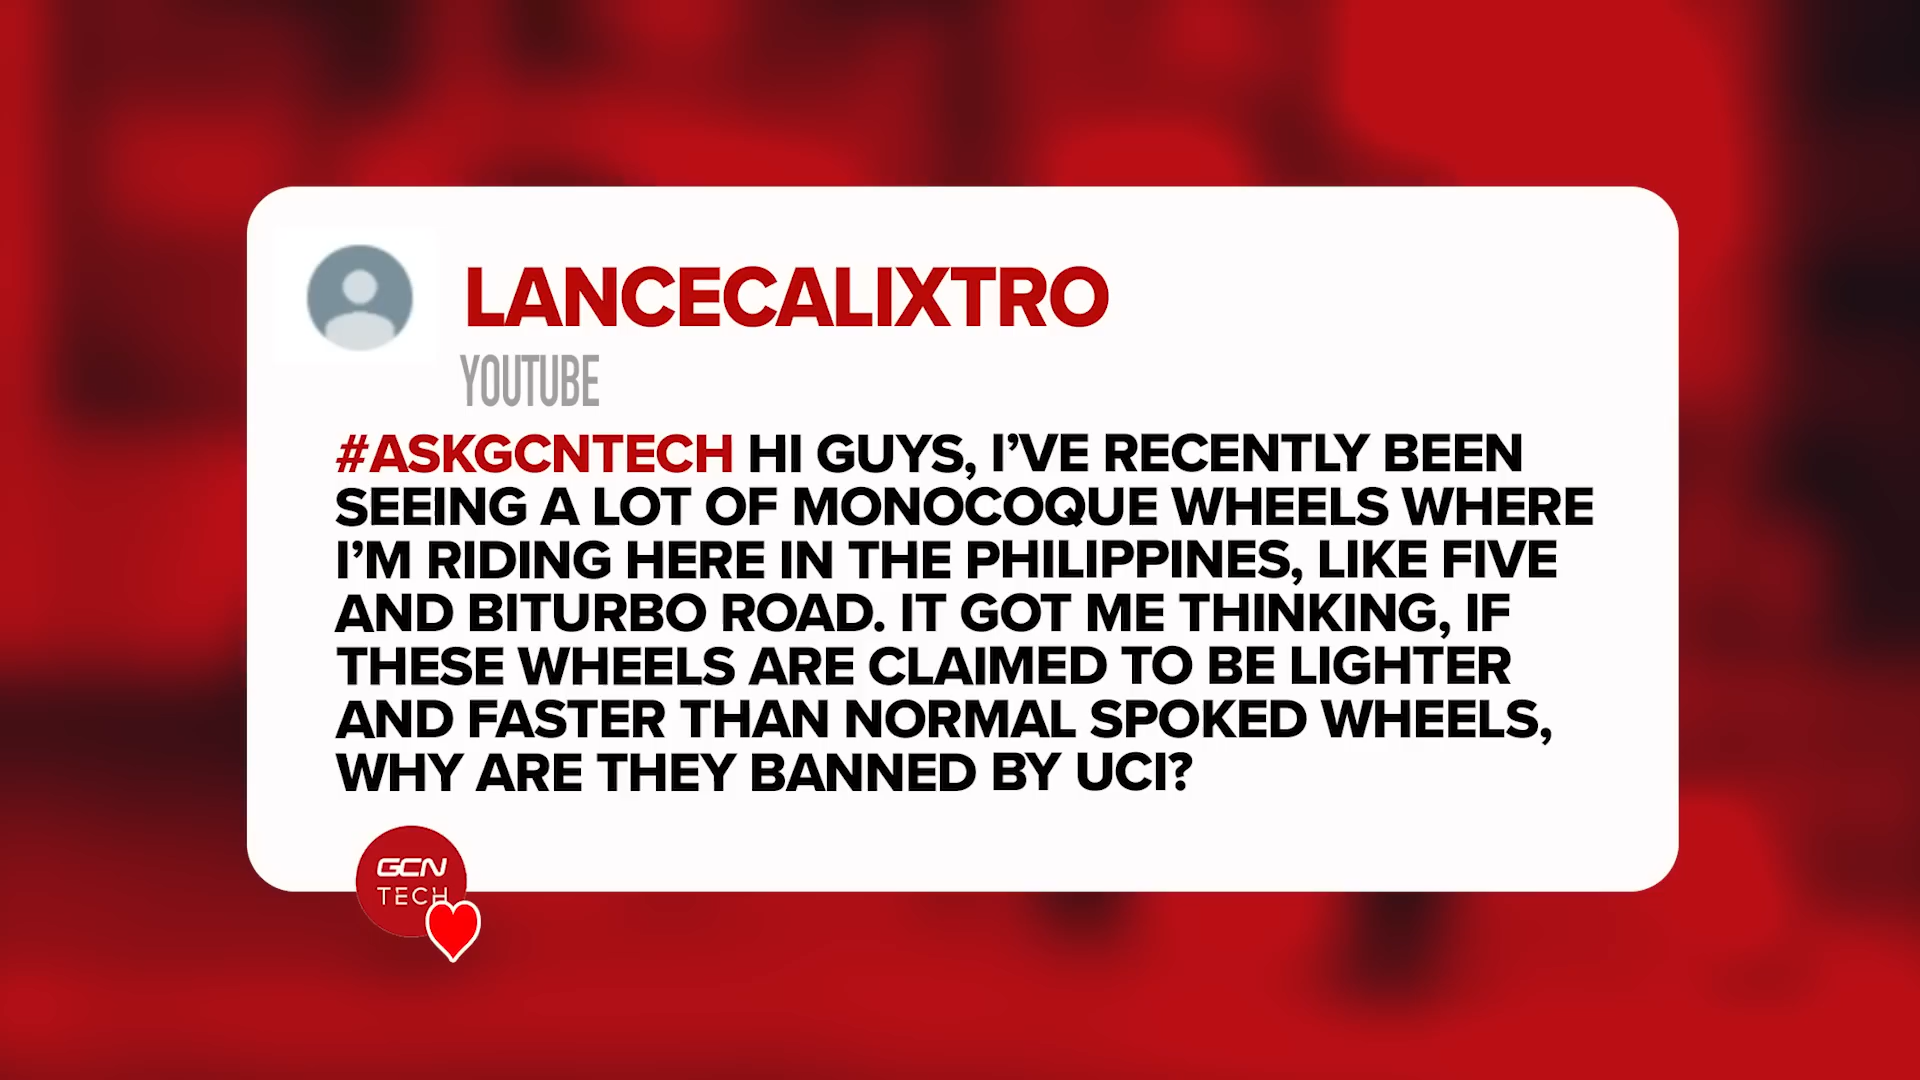 LANCECALIXTRO
YOUTUBE
#ASKGCNTECH HI GUYS, I'VE RECENTLY BEEN
SEEING A LOT OF MONOCOQUE WHEELS WHERE
I'M RIDING HERE IN THE PHILIPPINES, LIKE FIVE
AND BITURBO ROAD. IT GOT ME THINKING, IF
THESE WHEELS ARE CLAIMED TO BE LIGHTER
AND FASTER THAN NORMAL SPOKED WHEELS,
WHY ARE THEY BANNED BY UCI?
GCN
TECH